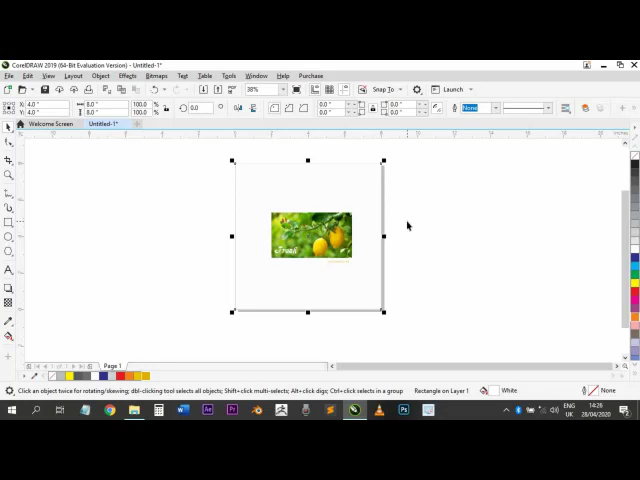 CorelDRAW 2019 (64-Bit Evaluation Version) - Untitled-1*
File Edit View Layout Object Effects Bitmaps Text Table Tools Window Help Purchase
38% Snap To Launch
X: 4.0 " 8.0 " 100.0 % 0.0 0.0 " 0.0 " None
Y: 4.0 " 8.0 " 100.0 % 0.0 " 0.0 "
Welcome Screen Untitled-1*
inches
Page 1
Click an object twice for rotating/skewing; dbl-clicking tool selects all objects; Shift+click multi-selects; Alt+click digs; Ctrl+click selects in a group Rectangle on Layer 1 White None
ENG 14:26
UK 28/04/2020